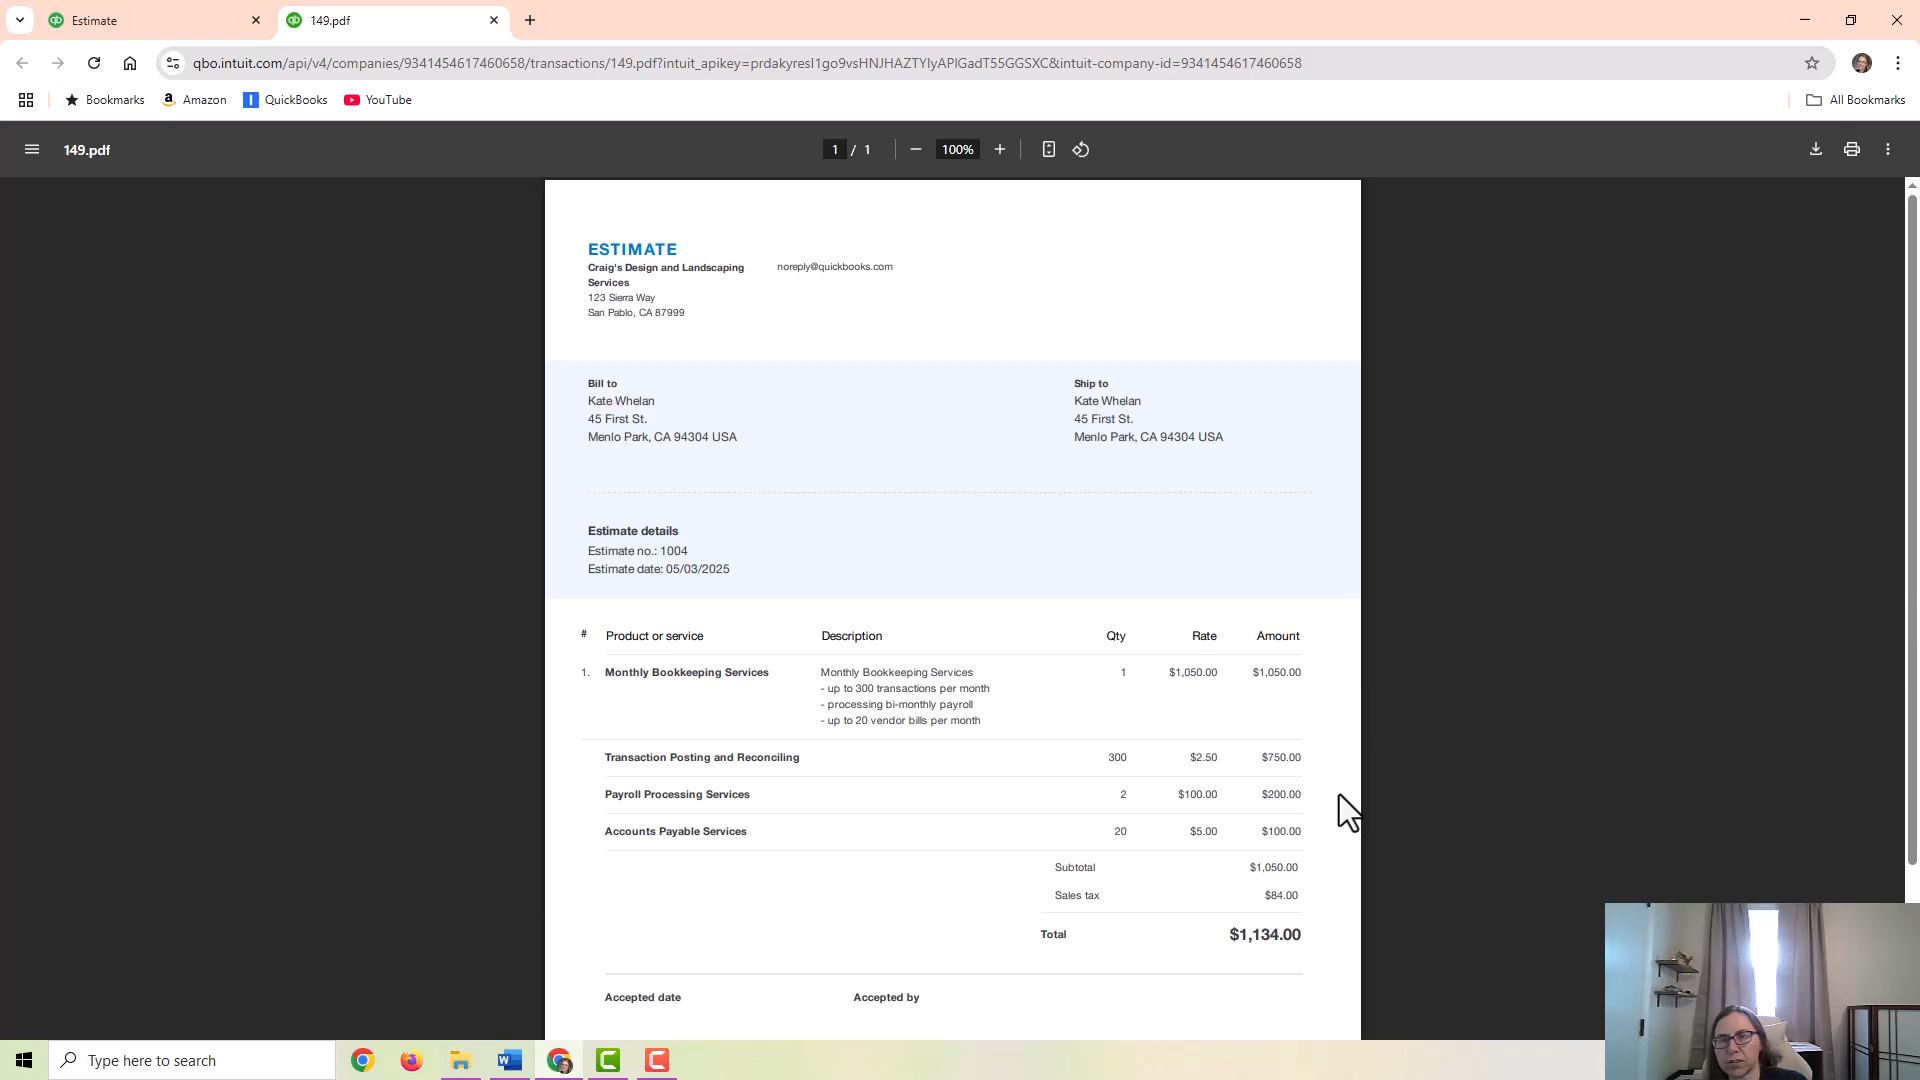 Estimate
149.pdf
qbo.intuit.com/api/v4/companies/9341454617460658/transactions/149.pdf?intuit_apikey=prdakyresI1go9vsHNJHAZTYIyAPlGadT55GGSXC&intuit-company-id=9341454617460658
Bookmarks
Amazon
QuickBooks
YouTube
All Bookmarks
149.pdf
1 / 1
100%
ESTIMATE
Craig's Design and Landscaping noreply@quickbooks.com
Services
123 Sierra Way
San Pablo, CA 87999
Bill to Ship to
Kate Whelan Kate Whelan
45 First St. 45 First St.
Menlo Park, CA 94304 USA Menlo Park, CA 94304 USA
Estimate details
Estimate no.: 1004
Estimate date: 05/03/2025
# Product or service Description Qty Rate Amount
1. Monthly Bookkeeping Services Monthly Bookkeeping Services 1 $1,050.00 $1,050.00
- up to 300 transactions per month
- processing bi-monthly payroll
- up to 20 vendor bills per month
Transaction Posting and Reconciling 300 $2.50 $750.00
Payroll Processing Services 2 $100.00 $200.00
Accounts Payable Services 20 $5.00 $100.00
Subtotal $1,050.00
Sales tax $84.00
Total $1,134.00
Accepted date Accepted by
Type here to search